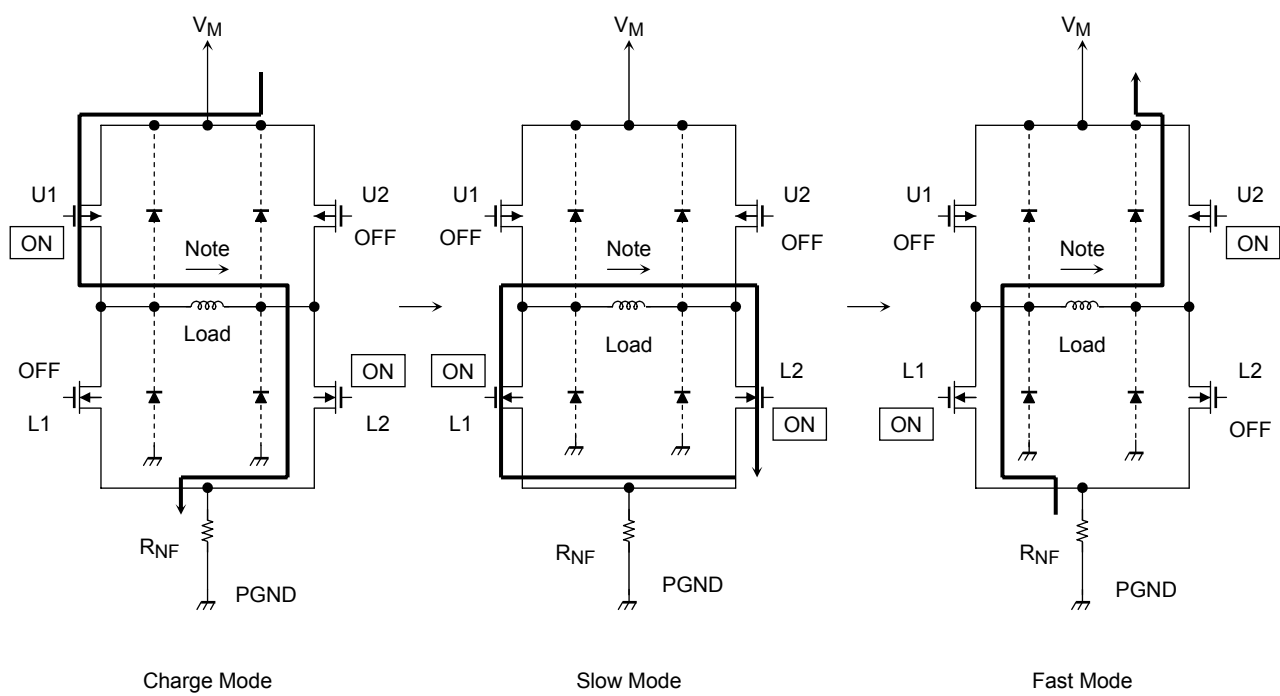 VM
U1
ON
U2
OFF
Note
Load
OFF
L1
ON
L2
RNF
PGND
Charge Mode
VM
U1
OFF
U2
OFF
Note
Load
ON
L1
L2
ON
RNF
PGND
Slow Mode
VM
U1
OFF
U2
ON
Note
Load
L1
ON
L2
OFF
RNF
PGND
Fast Mode